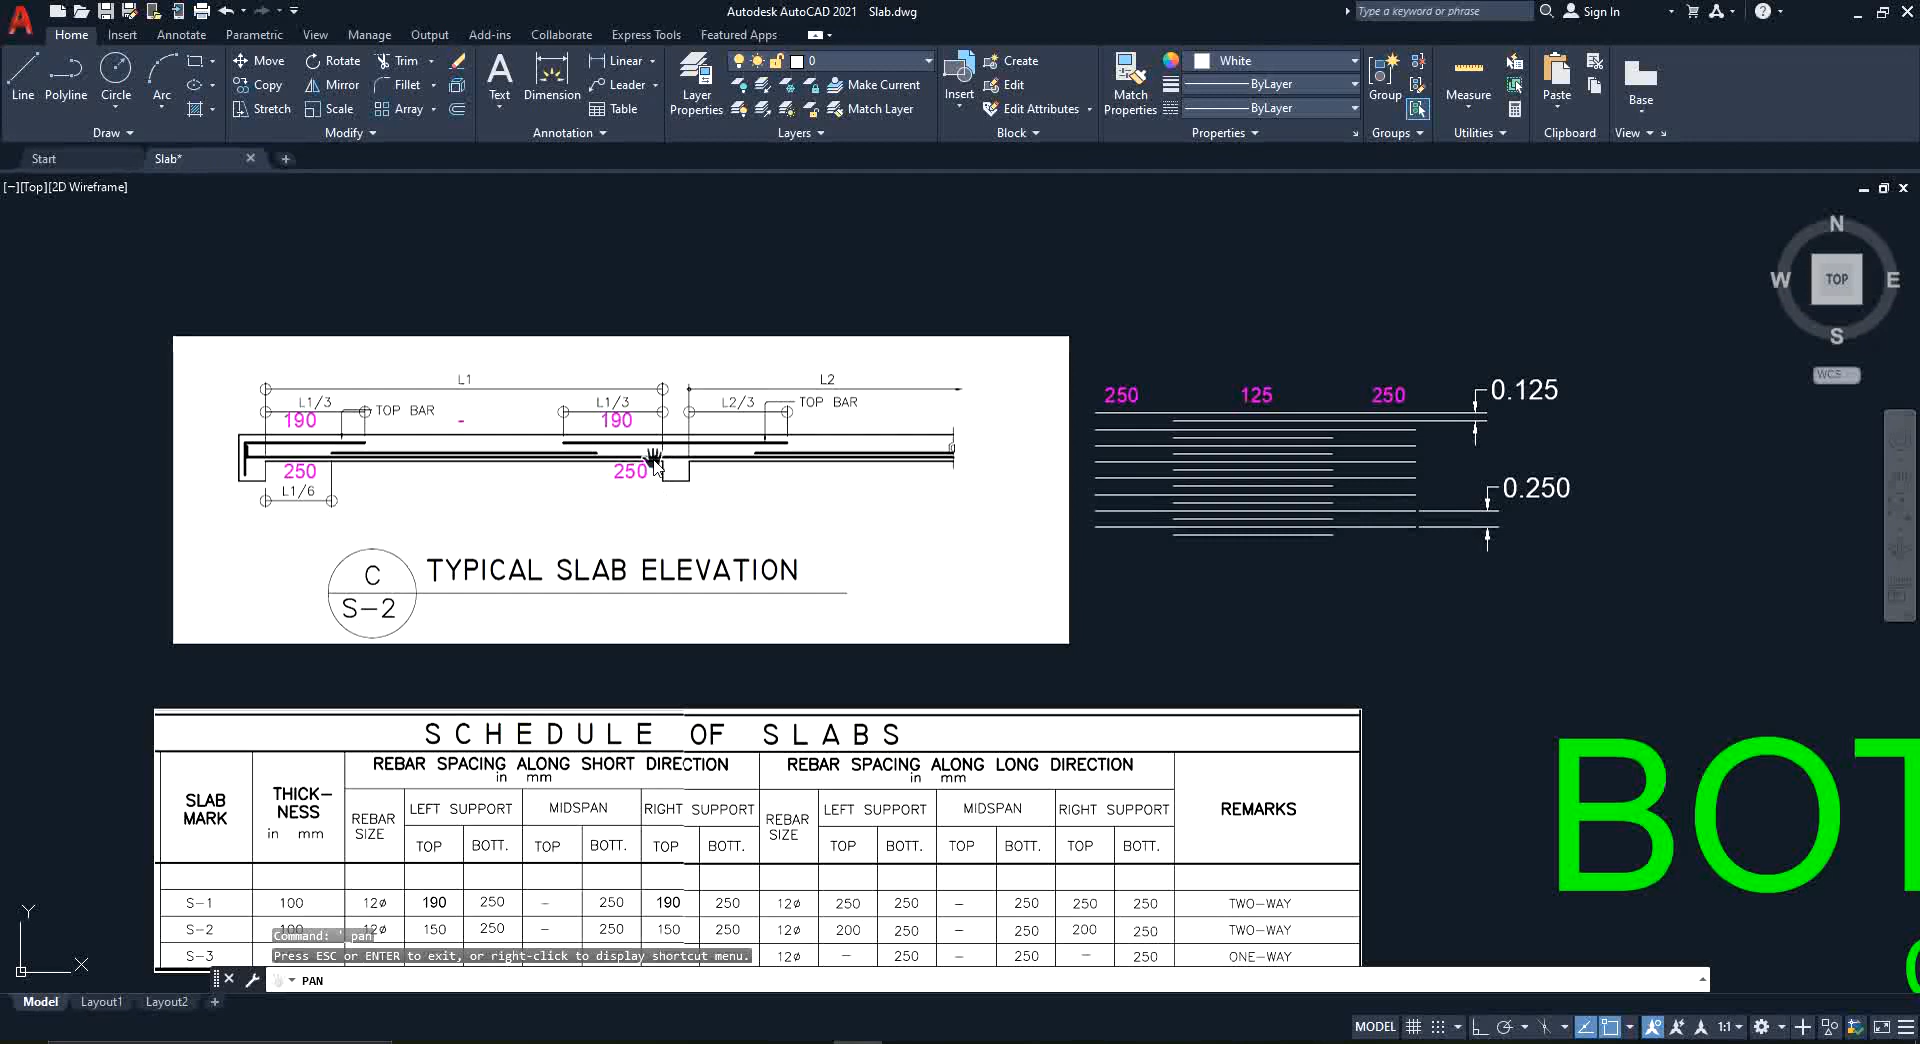 Autodesk AutoCAD 2021 Slab.dwg
Type a keyword or phrase
Sign In
Home Insert Annotate Parametric View Manage Output Add-ins Collaborate Express Tools Featured Apps
Line Polyline Circle Arc
Move Rotate Trim
Copy Mirror Fillet
Stretch Scale Array
Text Dimension
Linear
Leader
Table
Layer Properties
0
Make Current
Match Layer
Insert
Create
Edit
Edit Attributes
Match Properties
White
ByLayer
ByLayer
Group
Measure
Paste
Base
Draw Modify Annotation Layers Block Properties Groups Utilities Clipboard View
Start Slab*
[−][Top][2D Wireframe]
N
W TOP E
S
WCS
L1 L2
L1/3 TOP BAR L1/3 L2/3 TOP BAR
190 - 190
250 250
L1/6
C
S-2
TYPICAL SLAB ELEVATION
250 125 250
0.125
0.250
SCHEDULE OF SLABS
SLAB MARK
THICK-NESS
in mm
REBAR SPACING ALONG SHORT DIRECTION
in mm
REBAR SPACING ALONG LONG DIRECTION
in mm
REMARKS
REBAR SIZE LEFT SUPPORT MIDSPAN RIGHT SUPPORT REBAR SIZE LEFT SUPPORT MIDSPAN RIGHT SUPPORT
TOP BOTT. TOP BOTT. TOP BOTT. TOP BOTT. TOP BOTT. TOP BOTT.
S-1 100 12ø 190 250 – 250 190 250 12ø 250 250 – 250 250 250 TWO-WAY
S-2 100 12ø 150 250 – 250 150 250 12ø 200 250 – 250 200 250 TWO-WAY
S-3 12ø – 250 – 250 – 250 ONE-WAY
BOT
Command: ' pan
Press ESC or ENTER to exit, or right-click to display shortcut menu.
PAN
Y
X
Model Layout1 Layout2
MODEL
1:1